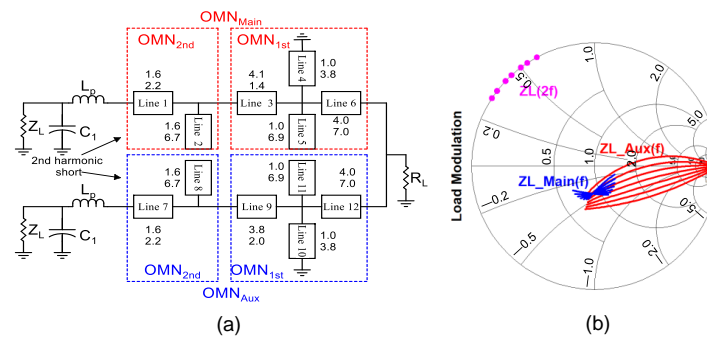 OMN_Main
OMN_2nd
OMN_1st
L_p
Z_L
C_1
1.6
2.2
Line 1
1.6
6.7
Line 2
4.1
1.4
Line 3
1.0
3.8
Line 4
1.0
6.9
Line 5
4.0
7.0
Line 6
2nd harmonic
short
R_L
L_p
Z_L
C_1
Line 7
1.6
2.2
1.6
6.7
Line 8
Line 9
3.8
2.0
1.0
6.9
Line 11
1.0
3.8
Line 10
4.0
7.0
Line 12
OMN_2nd
OMN_1st
OMN_Aux
(a)
Load Modulation
ZL(2f)
ZL_Aux(f)
ZL_Main(f)
0.2
0.5
1.0
2.0
5.0
0.5
1.0
2.0
−0.2
−0.5
−1.0
−2.0
−5.0
(b)